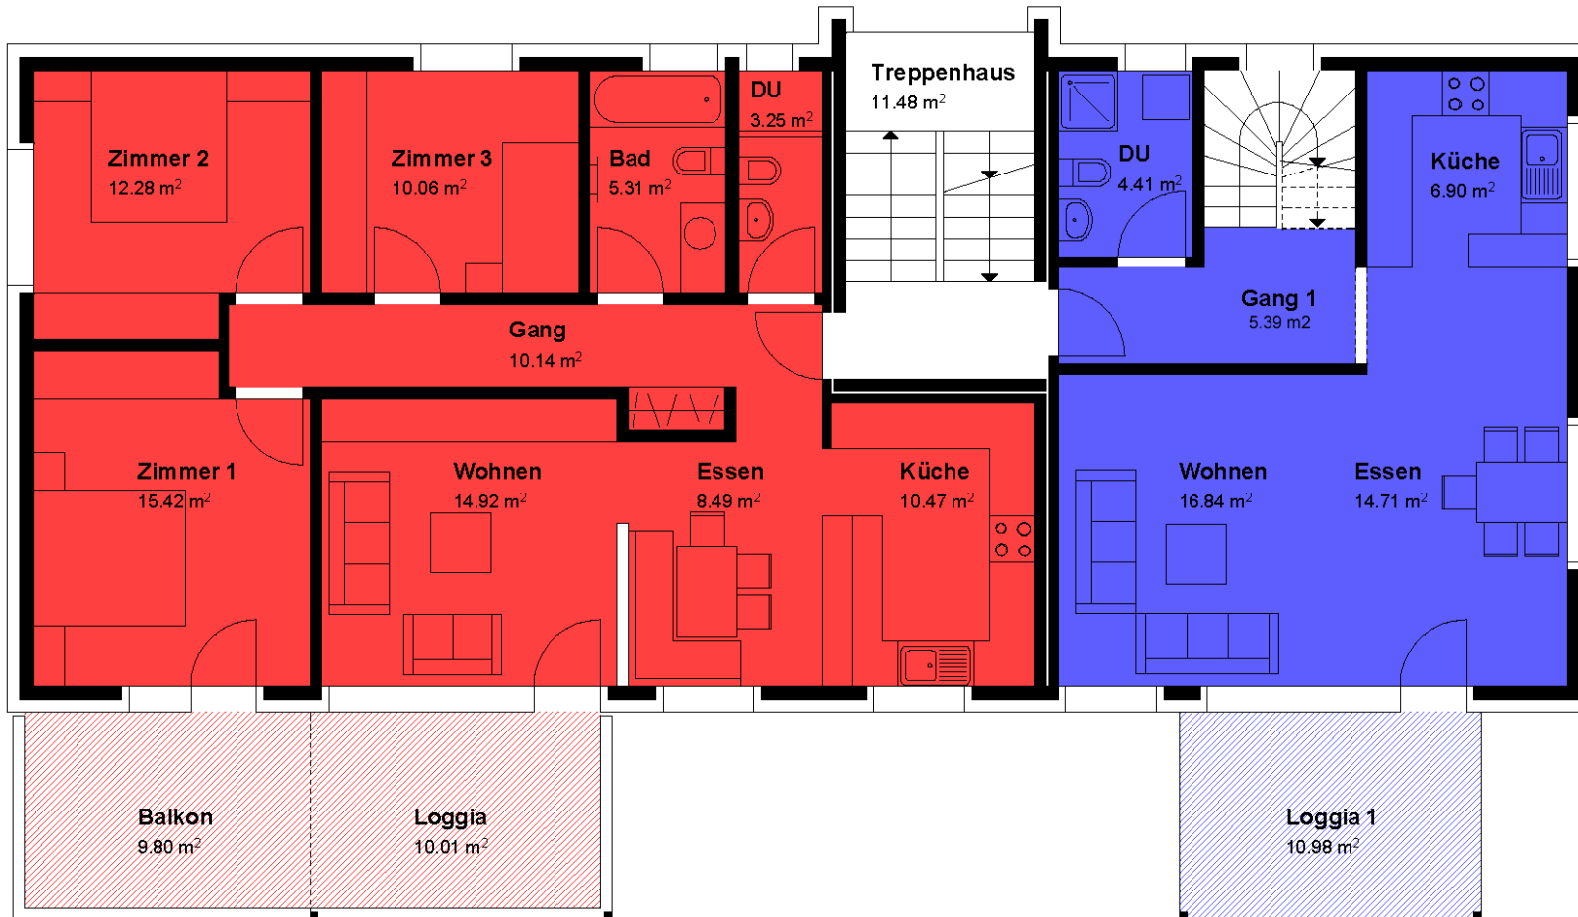 Treppenhaus
11.48 m²
DU
3.25 m²
Zimmer 2
12.28 m²
Zimmer 3
10.06 m²
Bad
5.31 m²
DU
4.41 m²
Küche
6.90 m²
Gang
10.14 m²
Gang 1
5.39 m2
Zimmer 1
15.42 m²
Wohnen
14.92 m²
Essen
8.49 m²
Küche
10.47 m²
Wohnen
16.84 m²
Essen
14.71 m²
Balkon
9.80 m²
Loggia
10.01 m²
Loggia 1
10.98 m²